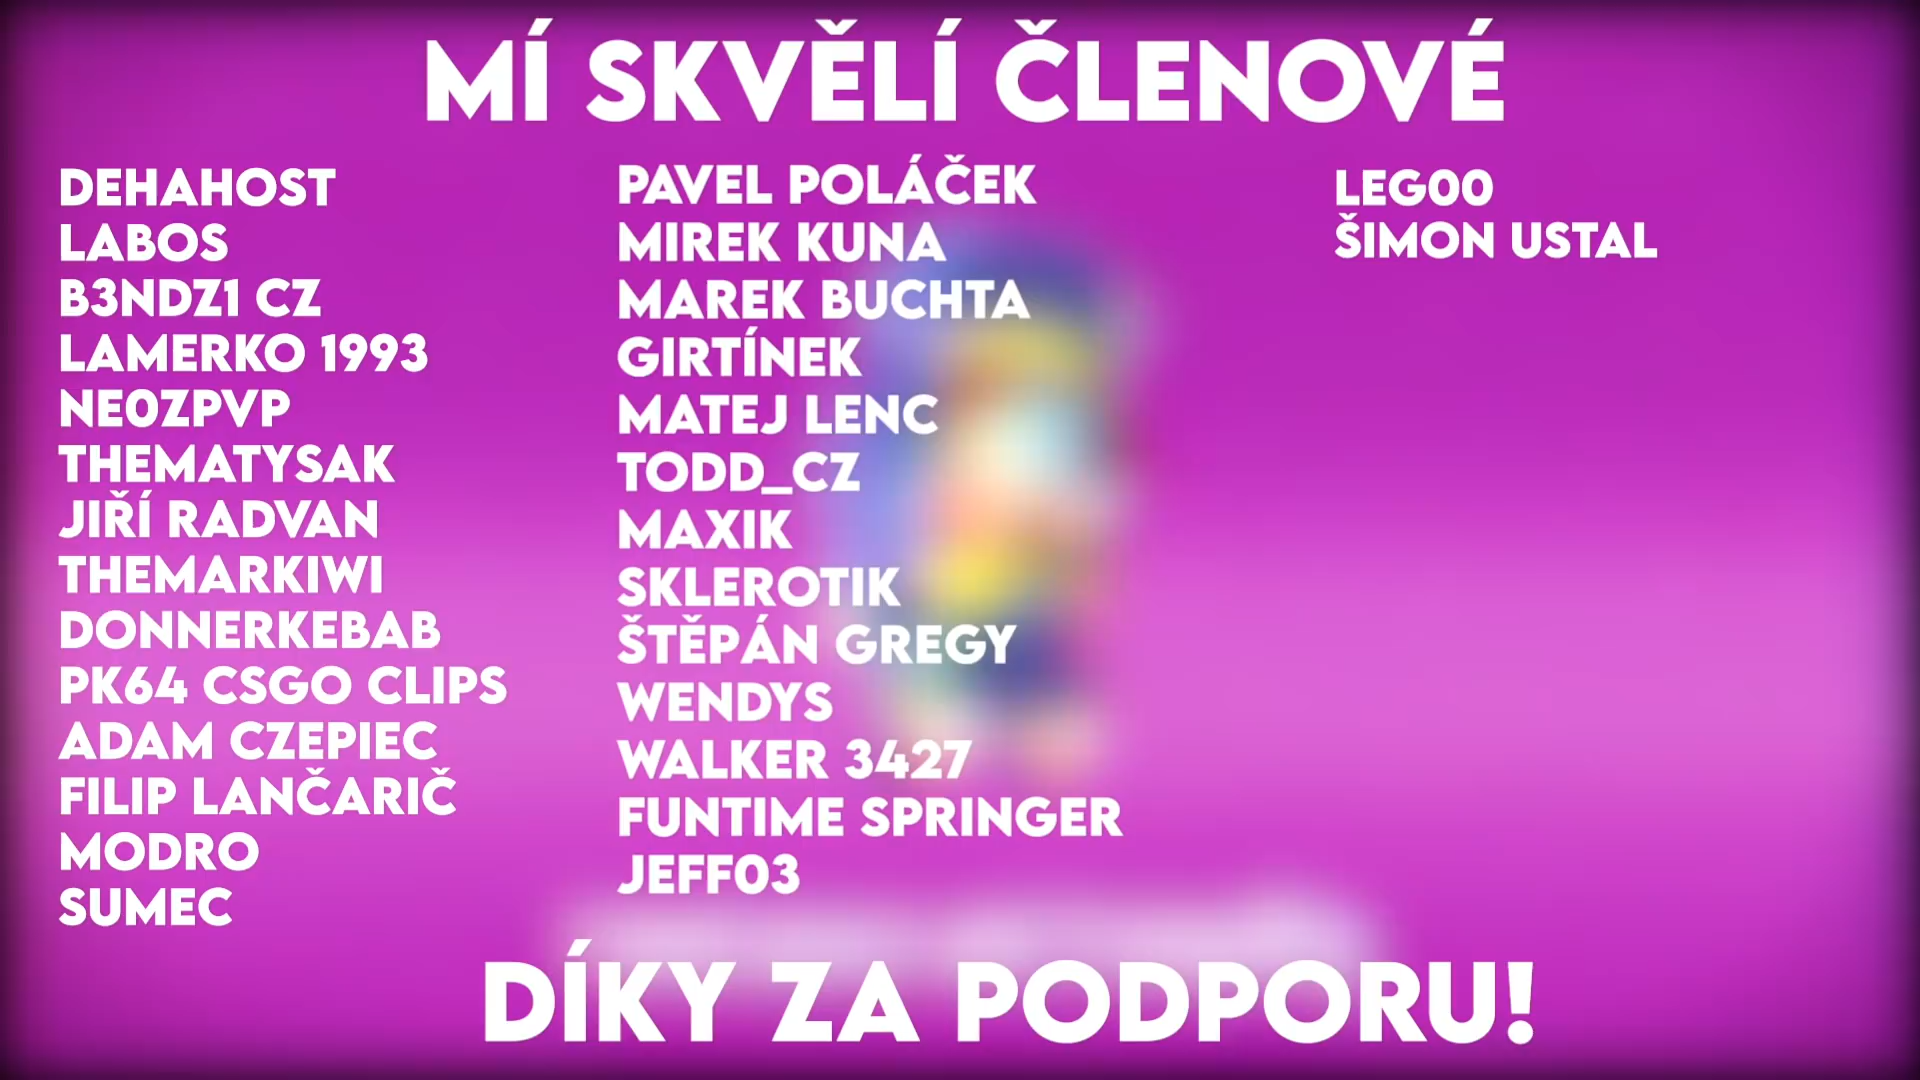 MÍ SKVĚLÍ ČLENOVÉ
DEHAHOST
LABOS
B3NDZ1 CZ
LAMERKO 1993
NE0ZPVP
THEMATYSAK
JIŘÍ RADVAN
THEMARKIWI
DONNERKEBAB
PK64 CSGO CLIPS
ADAM CZEPIEC
FILIP LANČARIČ
MODRO
SUMEC
PAVEL POLÁČEK
MIREK KUNA
MAREK BUCHTA
GIRTÍNEK
MATEJ LENC
TODD_CZ
MAXIK
SKLEROTIK
ŠTĚPÁN GREGY
WENDYS
WALKER 3427
FUNTIME SPRINGER
JEFF03
LEG00
ŠIMON USTAL
DÍKY ZA PODPORU!